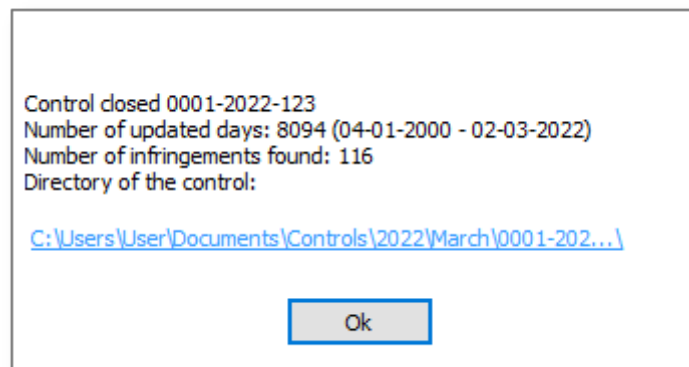 Control closed 0001-2022-123
Number of updated days: 8094 (04-01-2000 - 02-03-2022)
Number of infringements found: 116
Directory of the control:
C:\Users\User\Documents\Controls\2022\March\0001-202...\
Ok